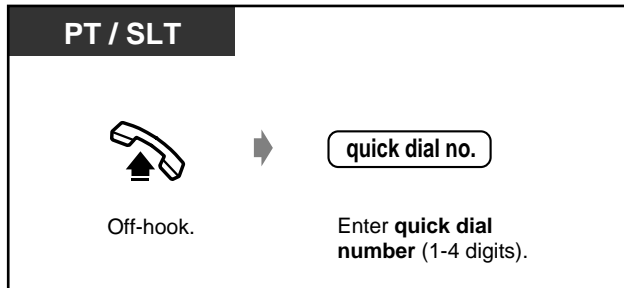 PT / SLT
quick dial no.
Off-hook.
Enter quick dial
number (1-4 digits).